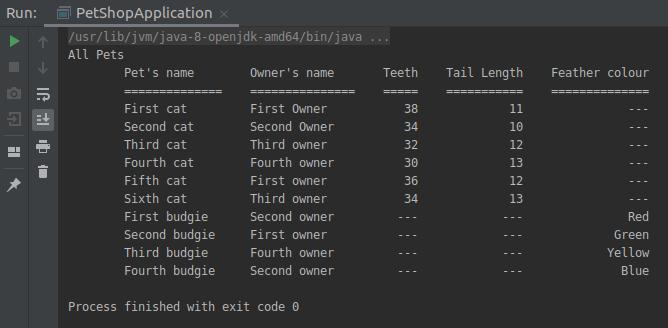 Run: PetShopApplication ×
/usr/lib/jvm/java-8-openjdk-amd64/bin/java ...
All Pets
Pet's name Owner's name Teeth Tail Length Feather colour
============== =============== ===== =========== ==============
First cat First Owner 38 11 ---
Second cat Second Owner 34 10 ---
Third cat Third owner 32 12 ---
Fourth cat Fourth owner 30 13 ---
Fifth cat First owner 36 12 ---
Sixth cat Third owner 34 13 ---
First budgie Second owner --- --- Red
Second budgie First owner --- --- Green
Third budgie Fourth owner --- --- Yellow
Fourth budgie Second owner --- --- Blue
Process finished with exit code 0